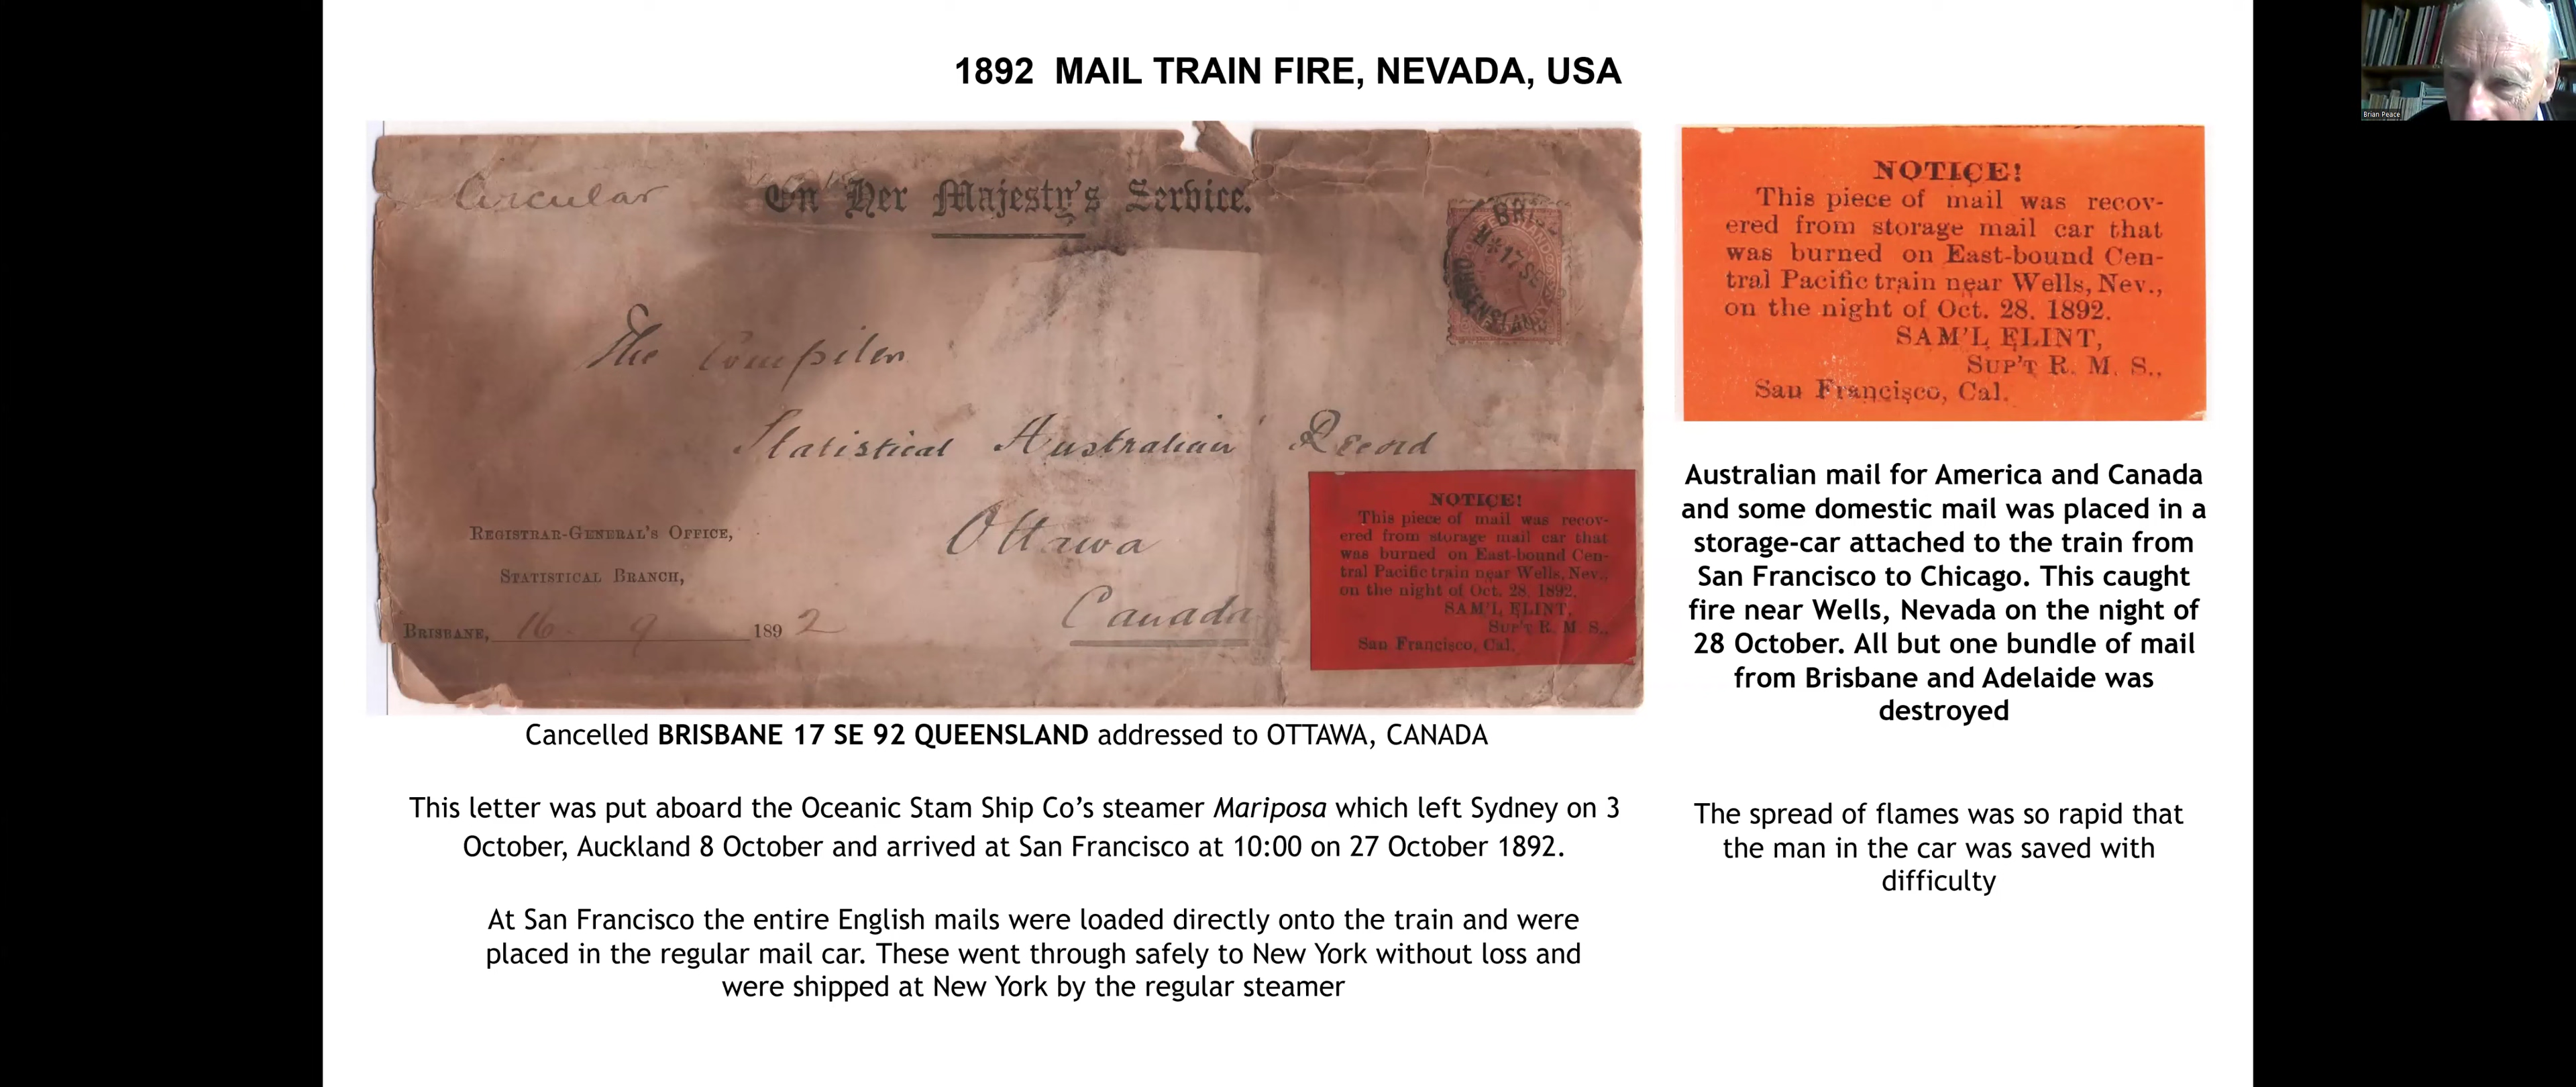 1892 MAIL TRAIN FIRE, NEVADA, USA
Brian Peace
Circular
On Her Majesty's Service.
BRISBANE
17 SE
QUEENSLAND
The Compiler
Statistical Australian Record
Ottawa
Canada
REGISTRAR-GENERAL'S OFFICE,
STATISTICAL BRANCH,
BRISBANE, 16 9 1892
NOTICE!
This piece of mail was recov-
ered from storage mail car that
was burned on East-bound Cen-
tral Pacific train near Wells, Nev.,
on the night of Oct. 28, 1892.
SAM'L FLINT,
SUP'T R. M. S.,
San Francisco, Cal.
NOTICE!
This piece of mail was recov-
ered from storage mail car that
was burned on East-bound Cen-
tral Pacific train near Wells, Nev.,
on the night of Oct. 28. 1892.
SAM'L FLINT,
SUP'T R. M. S.,
San Francisco, Cal.
Cancelled BRISBANE 17 SE 92 QUEENSLAND addressed to OTTAWA, CANADA
This letter was put aboard the Oceanic Stam Ship Co's steamer Mariposa which left Sydney on 3
October, Auckland 8 October and arrived at San Francisco at 10:00 on 27 October 1892.
At San Francisco the entire English mails were loaded directly onto the train and were
placed in the regular mail car. These went through safely to New York without loss and
were shipped at New York by the regular steamer
Australian mail for America and Canada
and some domestic mail was placed in a
storage-car attached to the train from
San Francisco to Chicago. This caught
fire near Wells, Nevada on the night of
28 October. All but one bundle of mail
from Brisbane and Adelaide was
destroyed
The spread of flames was so rapid that
the man in the car was saved with
difficulty